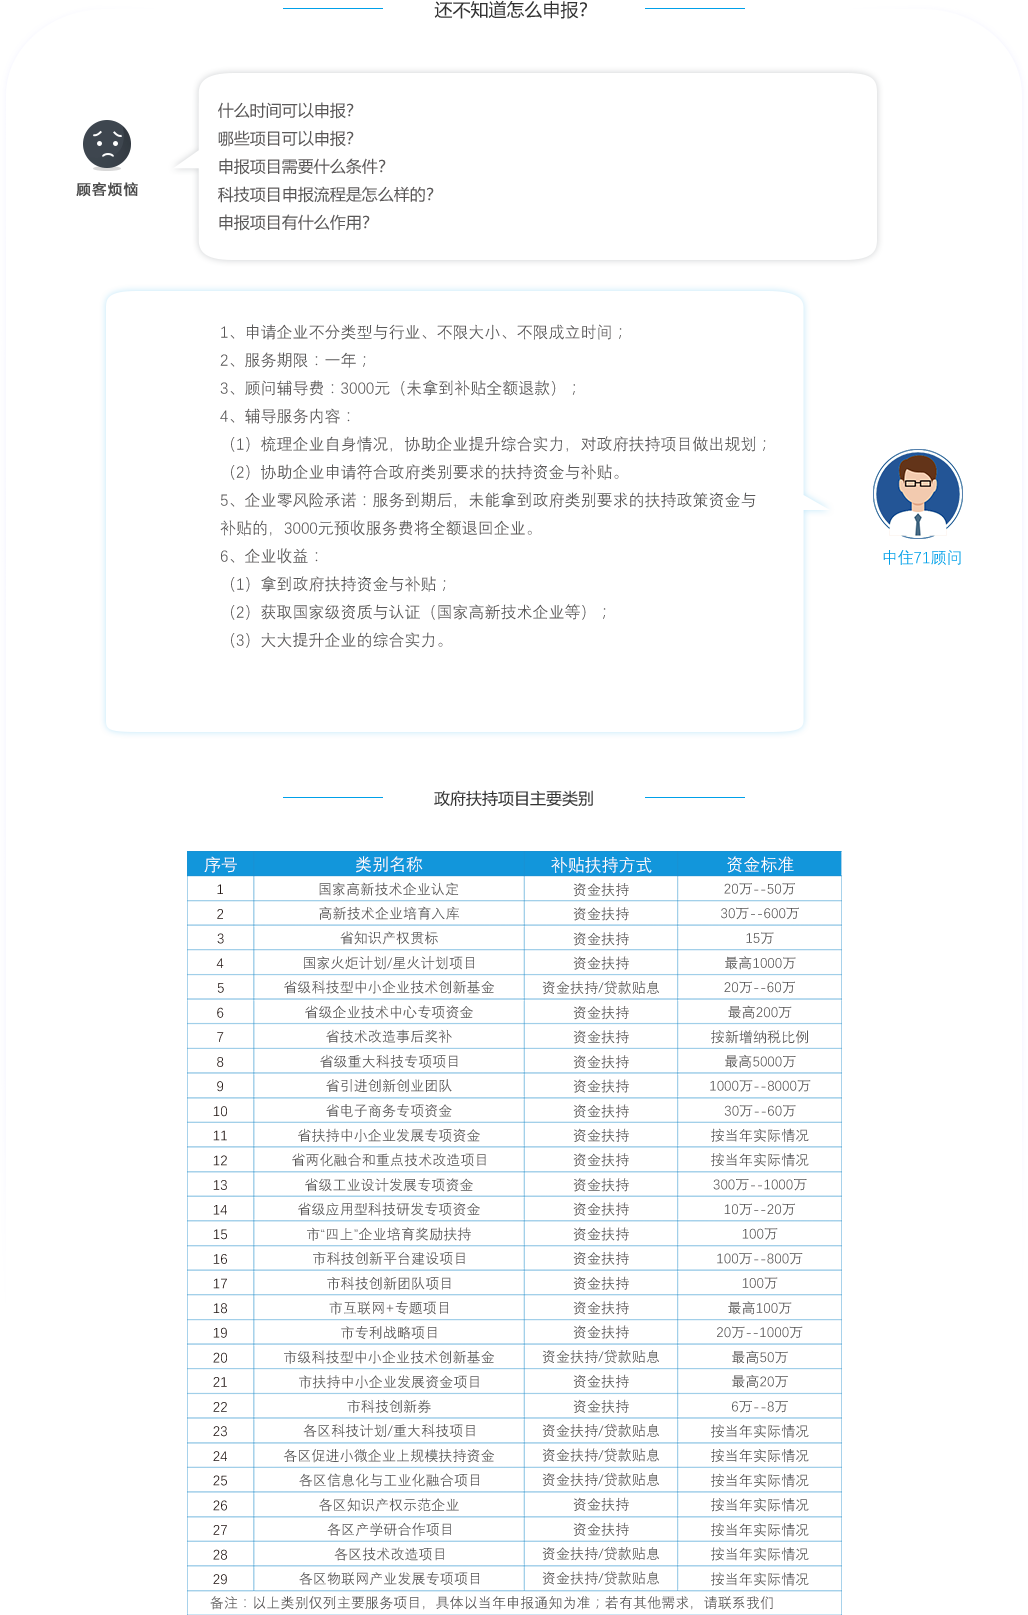 还不知道怎么申报?
什么时间可以申报?
哪些项目可以申报?
申报项目需要什么条件?
科技项目申报流程是怎么样的?
申报项目有什么作用?
顾客烦恼
1、申请企业不分类型与行业、不限大小、不限成立时间；
2、服务期限：一年；
3、顾问辅导费：3000元（未拿到补贴全额退款）；
4、辅导服务内容：
（1）梳理企业自身情况，协助企业提升综合实力，对政府扶持项目做出规划；
（2）协助企业申请符合政府类别要求的扶持资金与补贴。
5、企业零风险承诺：服务到期后，未能拿到政府类别要求的扶持政策资金与
补贴的，3000元预收服务费将全额退回企业。
6、企业收益：
（1）拿到政府扶持资金与补贴；
（2）获取国家级资质与认证（国家高新技术企业等）；
（3）大大提升企业的综合实力。
中住71顾问
政府扶持项目主要类别
序号 类别名称 补贴扶持方式 资金标准
1 国家高新技术企业认定 资金扶持 20万--50万
2 高新技术企业培育入库 资金扶持 30万--600万
3 省知识产权贯标 资金扶持 15万
4 国家火炬计划/星火计划项目 资金扶持 最高1000万
5 省级科技型中小企业技术创新基金 资金扶持/贷款贴息 20万--60万
6 省级企业技术中心专项资金 资金扶持 最高200万
7 省技术改造事后奖补 资金扶持 按新增纳税比例
8 省级重大科技专项项目 资金扶持 最高5000万
9 省引进创新创业团队 资金扶持 1000万--8000万
10 省电子商务专项资金 资金扶持 30万--60万
11 省扶持中小企业发展专项资金 资金扶持 按当年实际情况
12 省两化融合和重点技术改造项目 资金扶持 按当年实际情况
13 省级工业设计发展专项资金 资金扶持 300万--1000万
14 省级应用型科技研发专项资金 资金扶持 10万--20万
15 市“四上”企业培育奖励扶持 资金扶持 100万
16 市科技创新平台建设项目 资金扶持 100万--800万
17 市科技创新团队项目 资金扶持 100万
18 市互联网+专题项目 资金扶持 最高100万
19 市专利战略项目 资金扶持 20万--1000万
20 市级科技型中小企业技术创新基金 资金扶持/贷款贴息 最高50万
21 市扶持中小企业发展资金项目 资金扶持 最高20万
22 市科技创新券 资金扶持 6万--8万
23 各区科技计划/重大科技项目 资金扶持/贷款贴息 按当年实际情况
24 各区促进小微企业上规模扶持资金 资金扶持/贷款贴息 按当年实际情况
25 各区信息化与工业化融合项目 资金扶持/贷款贴息 按当年实际情况
26 各区知识产权示范企业 资金扶持 按当年实际情况
27 各区产学研合作项目 资金扶持 按当年实际情况
28 各区技术改造项目 资金扶持/贷款贴息 按当年实际情况
29 各区物联网产业发展专项项目 资金扶持/贷款贴息 按当年实际情况
备注：以上类别仅列主要服务项目，具体以当年申报通知为准；若有其他需求，请联系我们